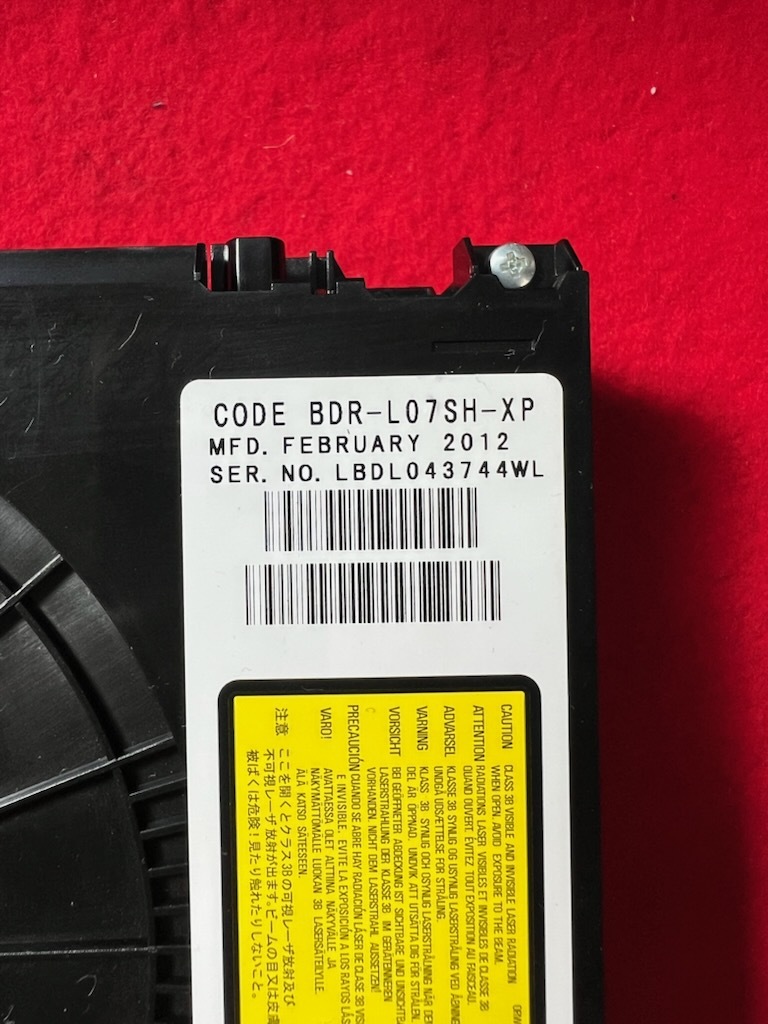 CODE BDR-L07SH-XP
MFD. FEBRUARY 2012
SER. NO. LBDL043744WL
CAUTION CLASS 3B VISIBLE AND INVISIBLE LASER RADIATION
WHEN OPEN. AVOID EXPOSURE TO THE BEAM.
ATTENTION RADIATIONS LASER VISIBLES ET INVISIBLES DE CLASSE 3B
QUAND OUVERT. ÉVITEZ TOUT EXPOSITION AU FAISCEAU.
ADVARSEL KLASSE 3B SYNLIG OG USYNLIG LASERSTRÅLING VED ÅBNING
UNDGÅ UDSÆTTELSE FOR STRÅLING.
VARNING KLASS 3B SYNLIG OCH OSYNLIG LASERSTRÅLNING NÄR
DEL ÄR ÖPPNAD. UNDVIK ATT UTSÄTTA DIG FÖR STRÅLEN.
VORSICHT BEI GEÖFFNETER ABDECKUNG IST SICHTBARE UND
LASERSTRAHLUNG DER KLASSE 3B IM GERÄTEINNEREN
VORHANDEN. NICHT DEM LASERSTRAHL AUSSETZEN!
PRECAUCIÓN CUANDO SE ABRE HAY RADIACIÓN LÁSER DE CLASE 3B
E INVISIBLE. EVITE LA EXPOSICIÓN A LOS RAYOS
VARO! AVATTAESSA OLET ALTTIINA NÄKYVÄLLE JA
NÄKYMÄTTÖMÄLLE LUOKAN 3B LASERSÄTEILYLLE.
ÄLÄ KATSO SÄTEESEEN.
注意 ここを開くとクラス3Bの可視レーザ放射及び
不可視レーザ放射が出ます。ビームの目又は皮膚
被ばくは危険！見たり触れたりしないこと。